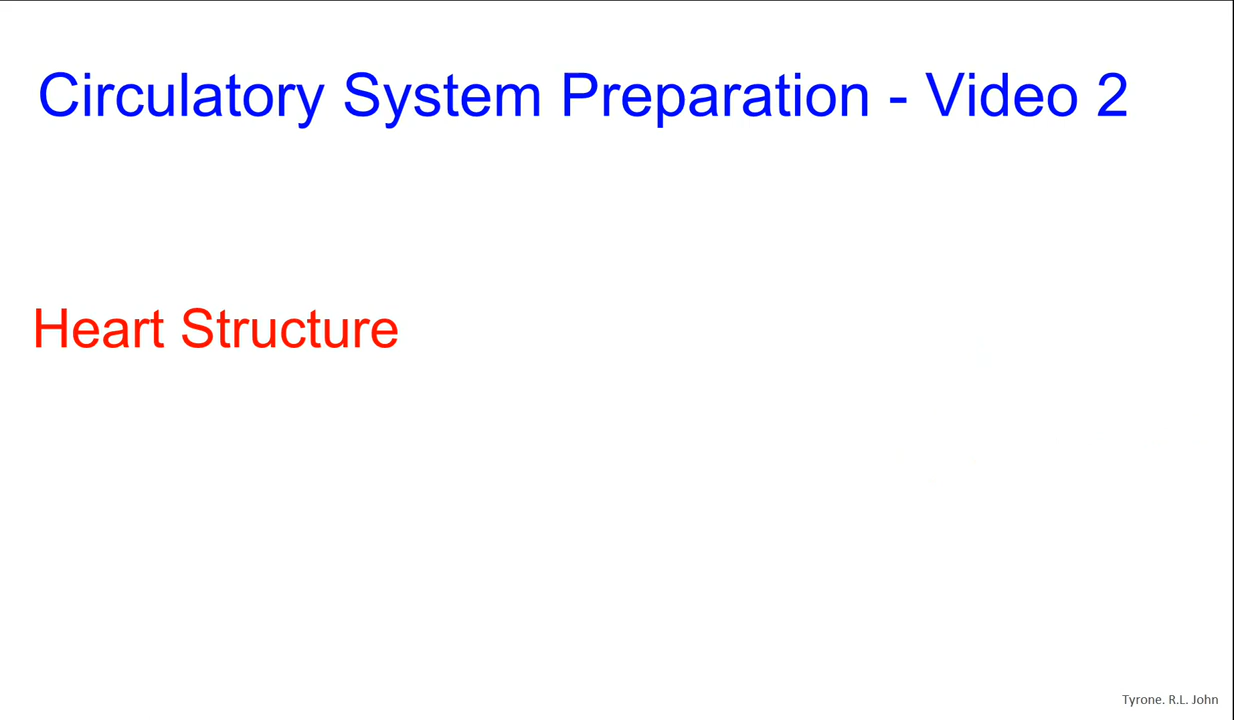 Circulatory System Preparation - Video 2
Heart Structure
Tyrone. R.L. John